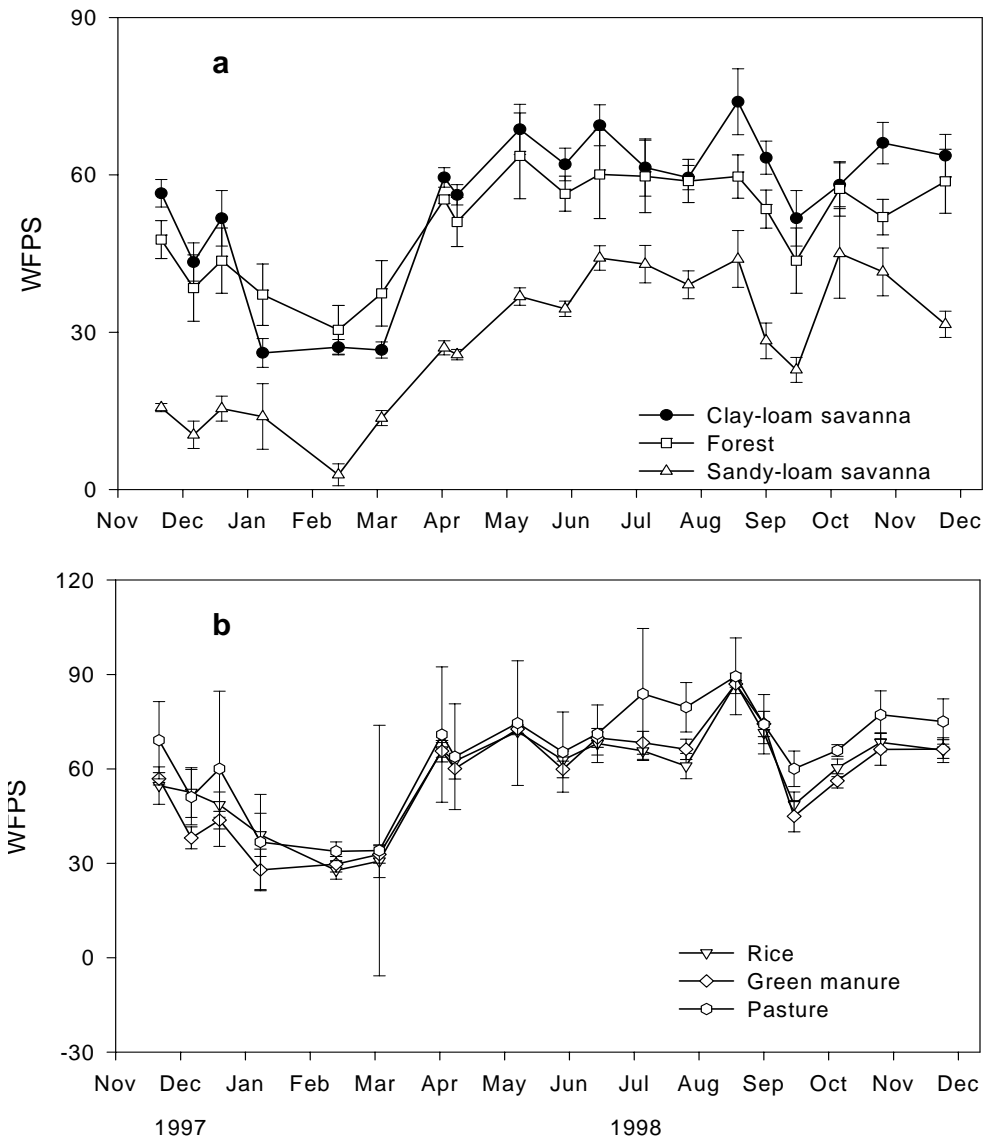 90
a
60
WFPS
30
Clay-loam savanna
Forest
Sandy-loam savanna
0
Nov Dec Jan Feb Mar Apr May Jun Jul Aug Sep Oct Nov Dec
120
b
90
60
WFPS
30
0
Rice
Green manure
Pasture
-30
Nov Dec Jan Feb Mar Apr May Jun Jul Aug Sep Oct Nov Dec
1997 1998